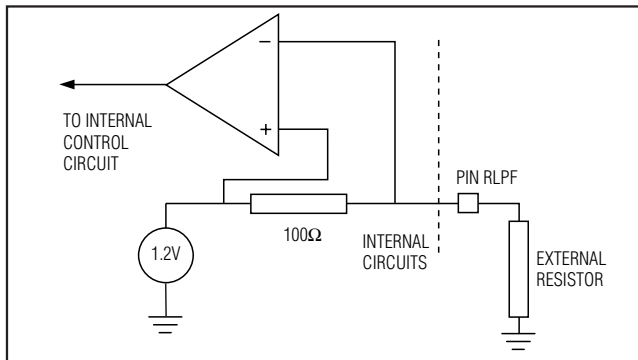 −
+
TO INTERNAL
CONTROL
CIRCUIT
PIN RLPF
100Ω
INTERNAL
CIRCUITS
1.2V
EXTERNAL
RESISTOR